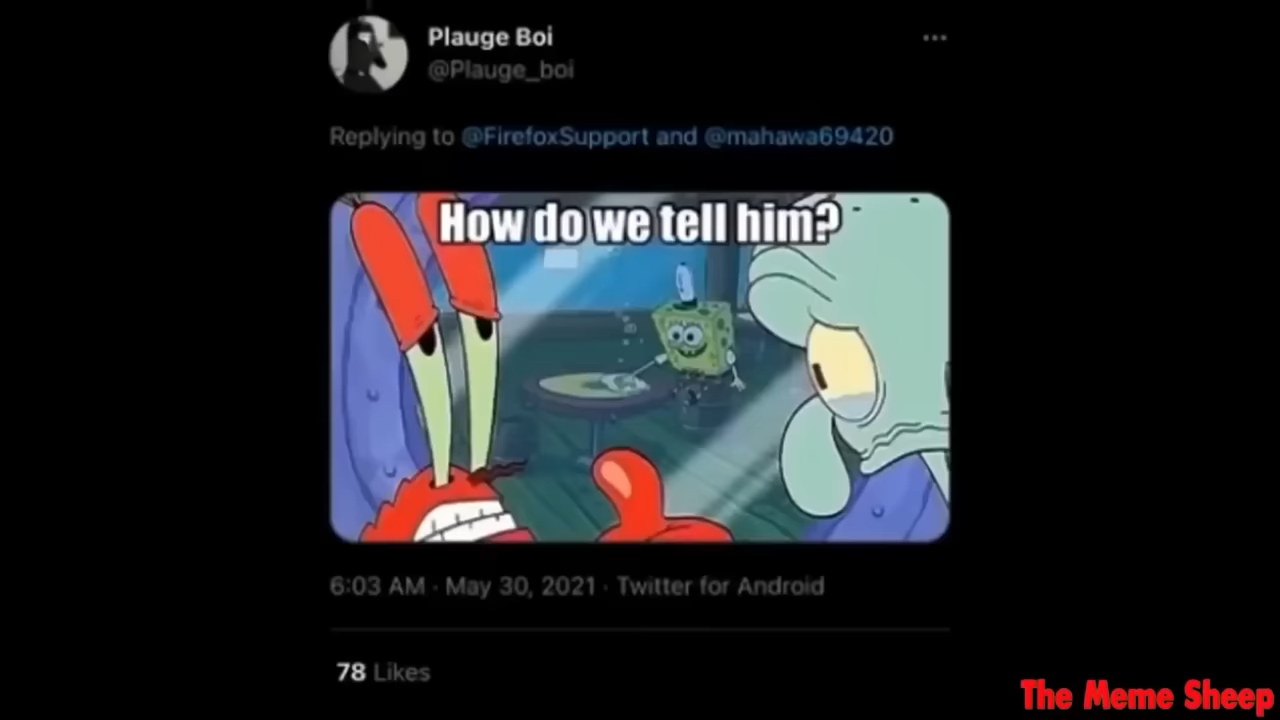 Plauge Boi
@Plauge_boi
Replying to @FirefoxSupport and @mahawa69420
How do we tell him?
6:03 AM · May 30, 2021 · Twitter for Android
78 Likes
The Meme Sheep